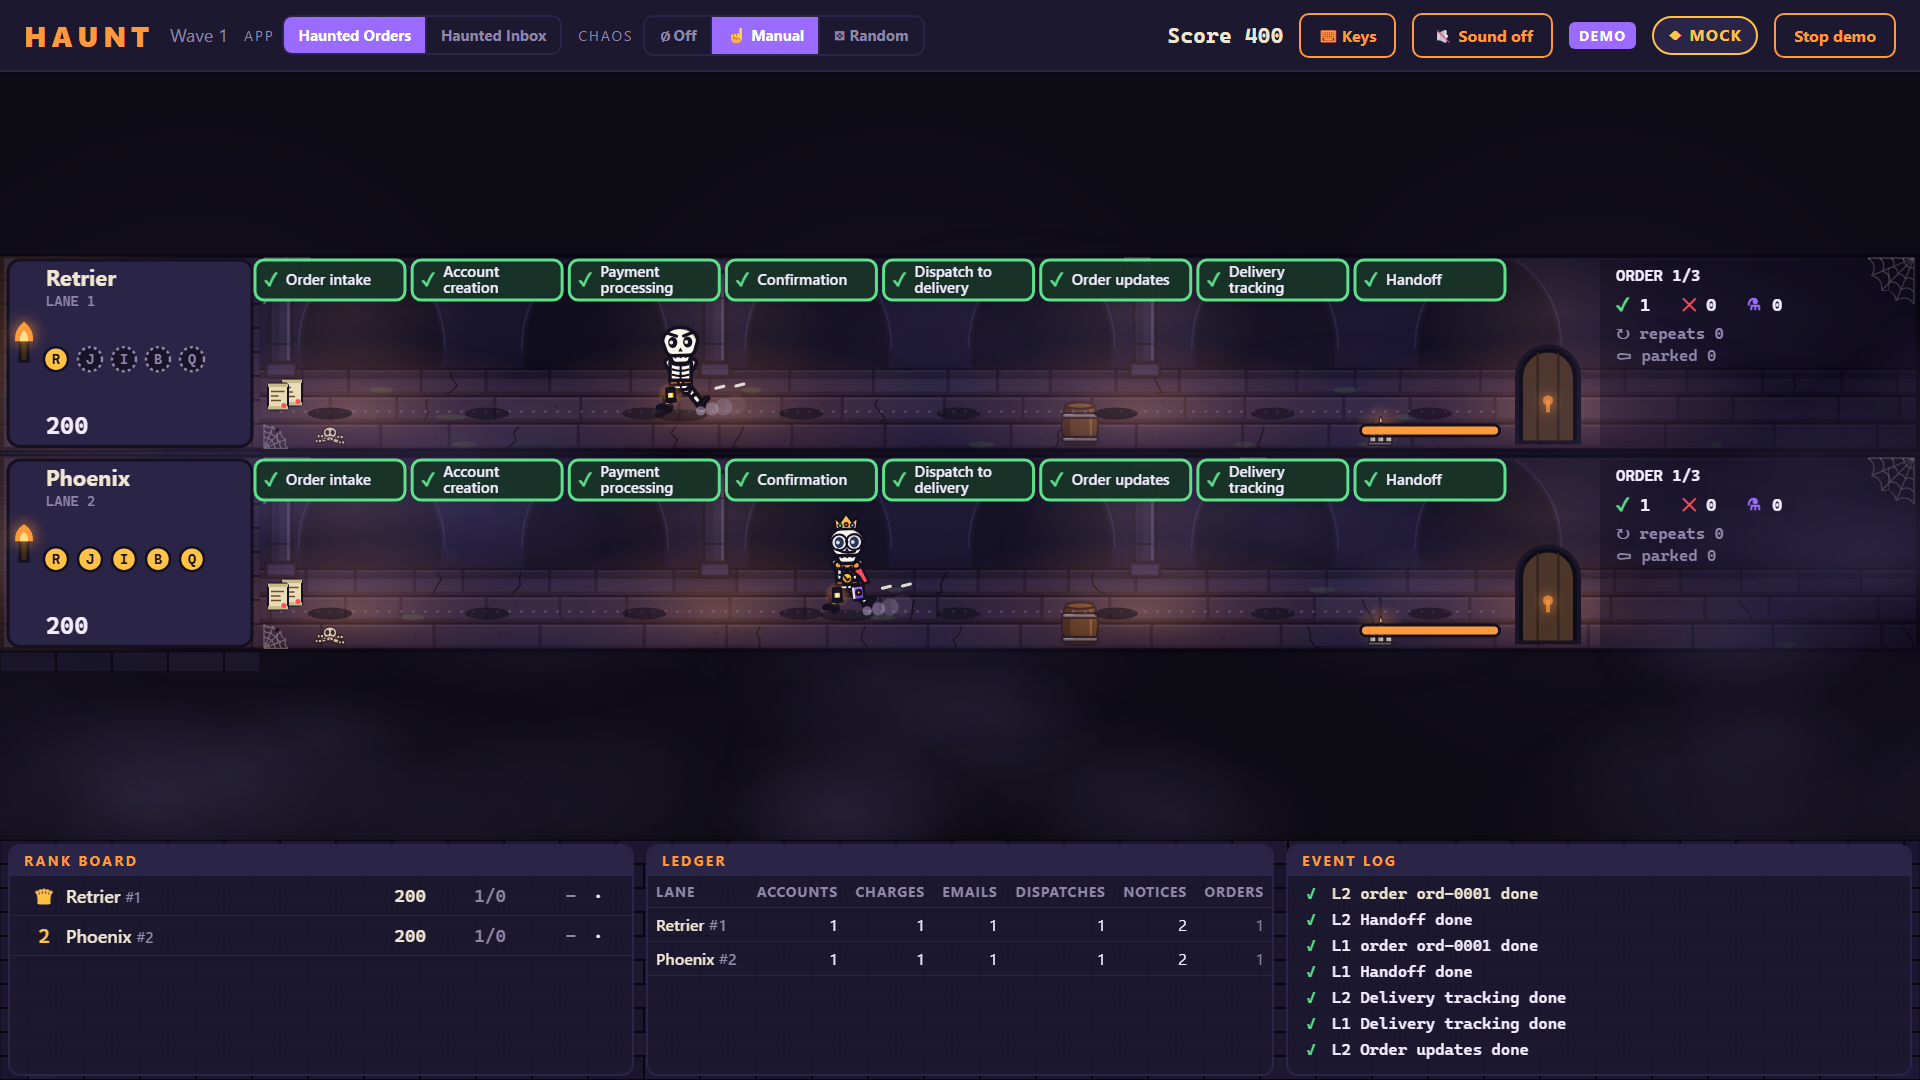 HAUNT Wave 1 APP Haunted Orders Haunted Inbox CHAOS Off Manual Random Score 400 Keys Sound off DEMO MOCK Stop demo
Retrier
LANE 1
R J I B Q
200
Order intake
Account creation
Payment processing
Confirmation
Dispatch to delivery
Order updates
Delivery tracking
Handoff
ORDER 1/3
✓ 1 ✕ 0 0
↻ repeats 0
parked 0
Phoenix
LANE 2
R J I B Q
200
Order intake
Account creation
Payment processing
Confirmation
Dispatch to delivery
Order updates
Delivery tracking
Handoff
ORDER 1/3
✓ 1 ✕ 0 0
↻ repeats 0
parked 0
RANK BOARD
Retrier #1 200 1/0 – •
2 Phoenix #2 200 1/0 – •
LEDGER
LANE ACCOUNTS CHARGES EMAILS DISPATCHES NOTICES ORDERS
Retrier #1 1 1 1 1 2 1
Phoenix #2 1 1 1 1 2 1
EVENT LOG
✓ L2 order ord-0001 done
✓ L2 Handoff done
✓ L1 order ord-0001 done
✓ L1 Handoff done
✓ L2 Delivery tracking done
✓ L1 Delivery tracking done
✓ L2 Order updates done